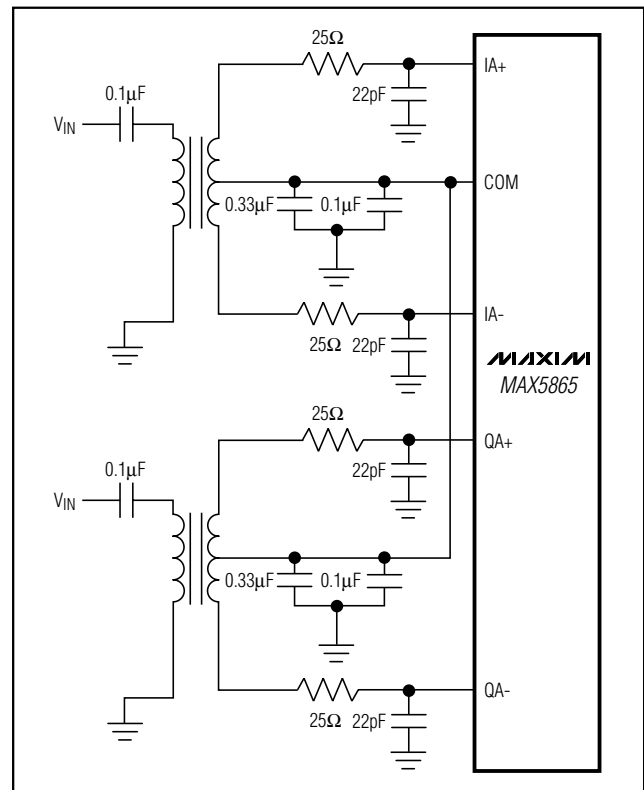 25Ω
IA+
0.1µF
22pF
VIN
COM
0.33µF
0.1µF
IA-
25Ω
22pF
MAXIM
MAX5865
25Ω
QA+
0.1µF
22pF
VIN
0.33µF
0.1µF
QA-
25Ω
22pF